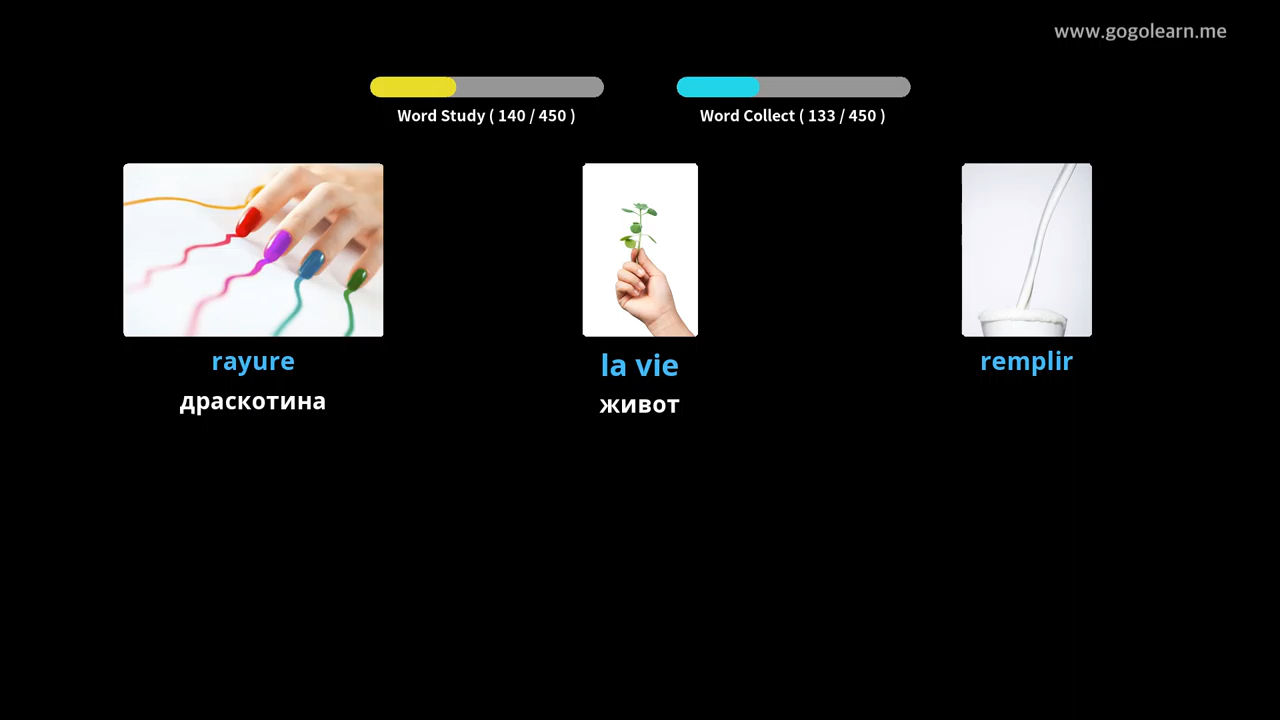 www.gogolearn.me
Word Study ( 140 / 450 )
Word Collect ( 133 / 450 )
rayure
la vie
remplir
драскотина
живот